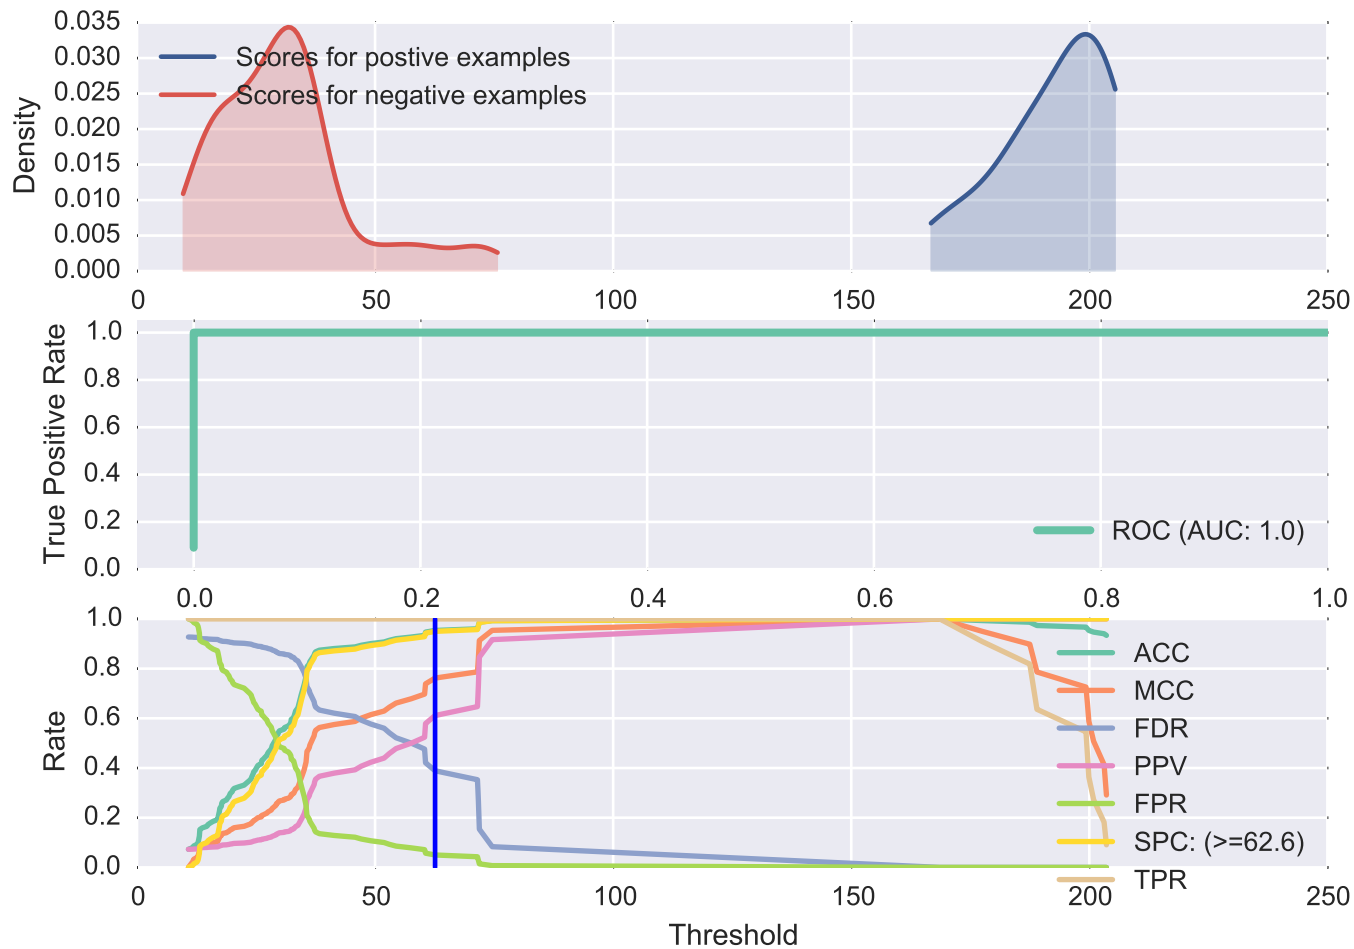 0.035
0.030
0.025
0.020
0.015
0.010
0.005
0.000
Density
Scores for postive examples
Scores for negative examples
0 50 100 150 200 250
1.0
0.8
0.6
0.4
0.2
0.0
True Positive Rate
ROC (AUC: 1.0)
0.0 0.2 0.4 0.6 0.8 1.0
1.0
0.8
0.6
0.4
0.2
0.0
Rate
ACC
MCC
FDR
PPV
FPR
SPC: (>=62.6)
TPR
0 50 100 150 200 250
Threshold